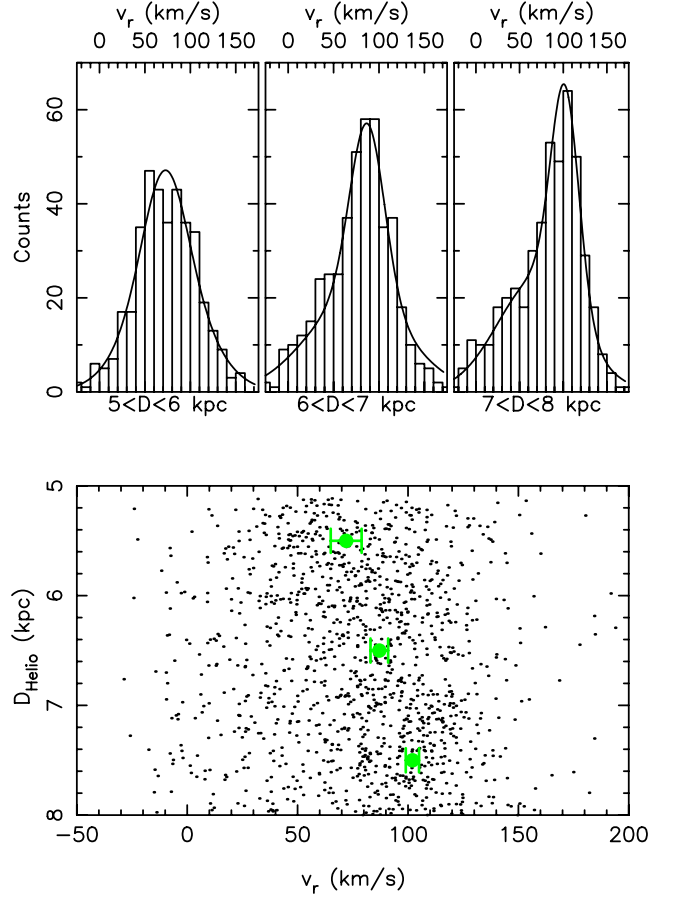 v_r (km/s) v_r (km/s) v_r (km/s)
0 50 100 150 0 50 100 150 0 50 100 150
60
40
20
0
Counts
5<D<6 kpc 6<D<7 kpc 7<D<8 kpc
5
6
7
8
D_Helio (kpc)
−50 0 50 100 150 200
v_r (km/s)